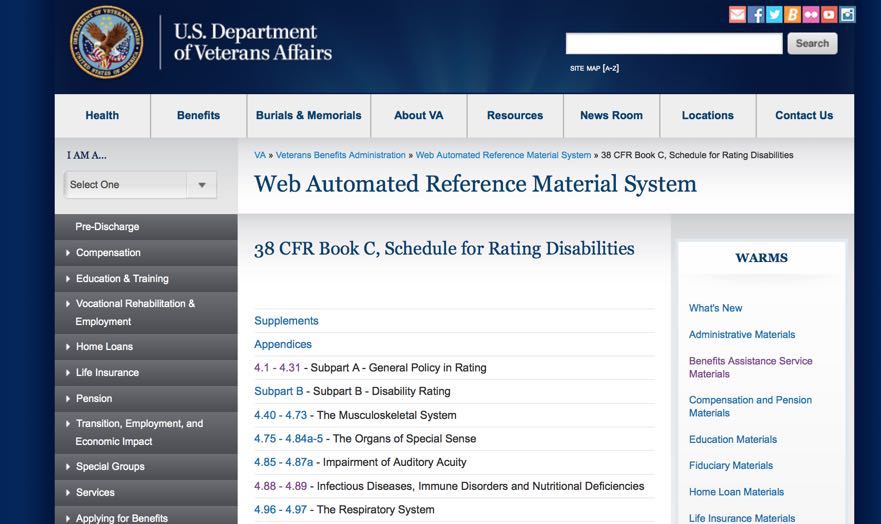 U.S. Department
of Veterans Affairs
Search
SITE MAP [A-Z]
Health
Benefits
Burials & Memorials
About VA
Resources
News Room
Locations
Contact Us
I AM A...
Select One
VA » Veterans Benefits Administration » Web Automated Reference Material System » 38 CFR Book C, Schedule for Rating Disabilities
Web Automated Reference Material System
Pre-Discharge
Compensation
Education & Training
Vocational Rehabilitation &
Employment
Home Loans
Life Insurance
Pension
Transition, Employment, and
Economic Impact
Special Groups
Services
Applying for Benefits
38 CFR Book C, Schedule for Rating Disabilities
Supplements
Appendices
4.1 - 4.31 - Subpart A - General Policy in Rating
Subpart B - Subpart B - Disability Rating
4.40 - 4.73 - The Musculoskeletal System
4.75 - 4.84a-5 - The Organs of Special Sense
4.85 - 4.87a - Impairment of Auditory Acuity
4.88 - 4.89 - Infectious Diseases, Immune Disorders and Nutritional Deficiencies
4.96 - 4.97 - The Respiratory System
WARMS
What's New
Administrative Materials
Benefits Assistance Service
Materials
Compensation and Pension
Materials
Education Materials
Fiduciary Materials
Home Loan Materials
Life Insurance Materials